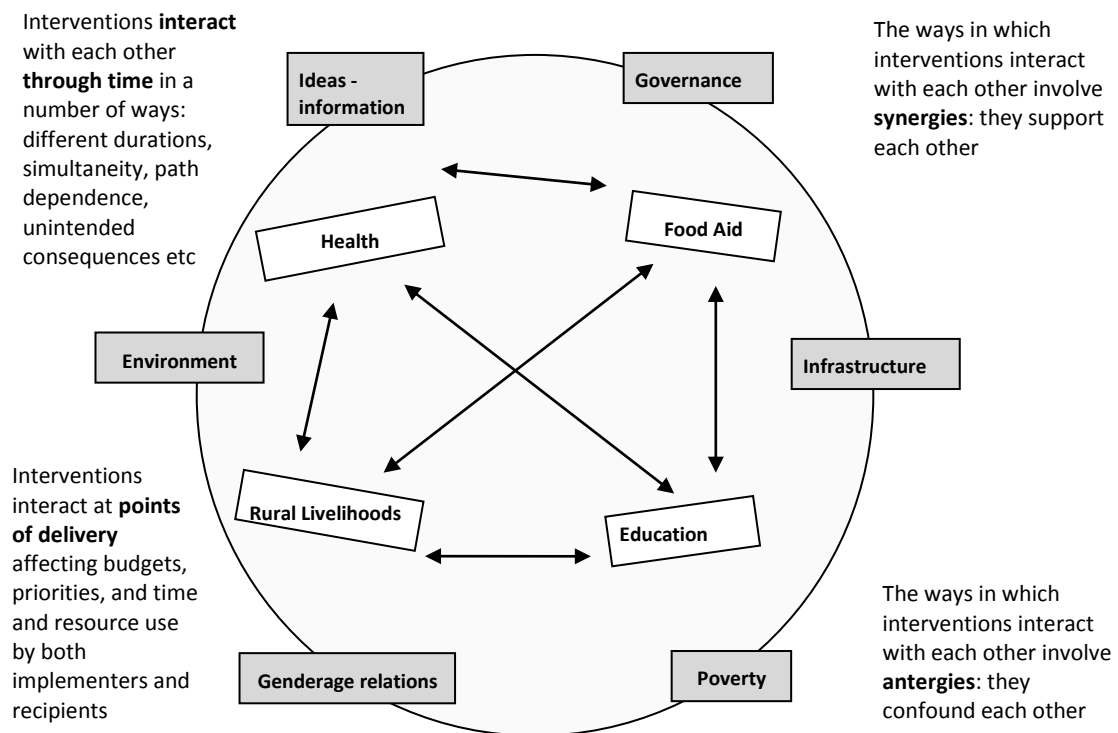 Interventions interact
with each other
through time in a
number of ways:
different durations,
simultaneity, path
dependence,
unintended
consequences etc
Ideas -
information
Governance
The ways in which
interventions interact
with each other involve
synergies: they support
each other
Health
Food Aid
Environment
Infrastructure
Interventions
interact at points
of delivery
affecting budgets,
priorities, and time
and resource use
by both
implementers and
recipients
Rural Livelihoods
Education
Genderage relations
Poverty
The ways in which
interventions interact
with each other involve
antergies: they
confound each other